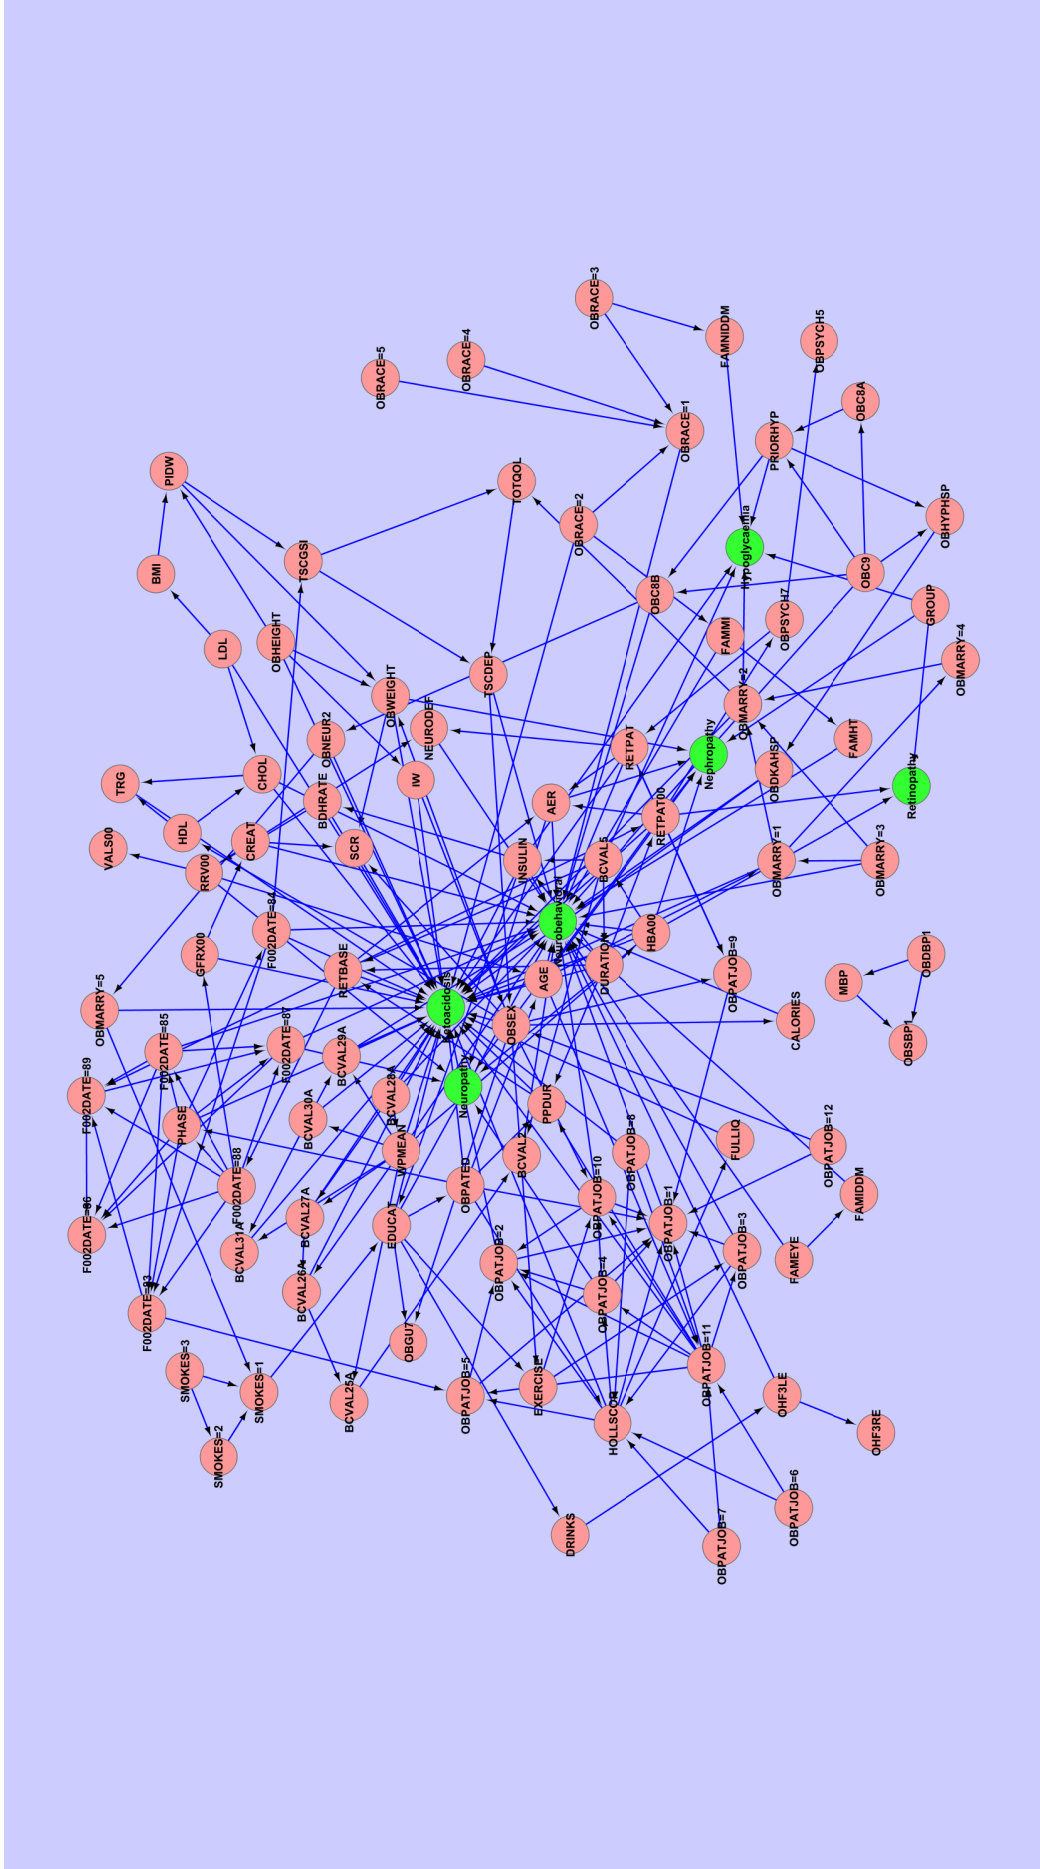 F002DATE=86
F002DATE=89
OBMARRY=5
VALS00
TRG
F002DATE=83
BMI
F002DATE=85
PIDW
PHASE
HDL
SMOKES=3
GFRX00
RRV00
SMOKES=2
LDL
F002DATE=88
BCVAL31A
CREAT
SMOKES=1
CHOL
F002DATE=84
OBHEIGHT
F002DATE=87
BCVAL26A
TSCGSI
BCVAL27A
BCVAL30A
BDHRATE
OBNEUR2
BCVAL29A
RETBASE
BCVAL25A
SCR
OBRACE=5
BCVAL28A
OBWEIGHT
EDUCAT
WPMEAN
OBGU7
IW
NEURODEF
Ketoacidosis
Neuropathy
OBPATJOB=5
OBPATED
OBRACE=4
TSCDEP
OBPATJOB=2
OBSEX
TOTQOL
BCVAL2
INSULIN
EXERCISE
AGE
PPDUR
AER
Neurobehavioral
DRINKS
OBRACE=2
OBRACE=3
OBPATJOB=10
OBPATJOB=4
BCVAL5
DURATION
HOLLSCOR
OBPATJOB=8
RETPAT
HBA00
OBC8B
RETPAT00
OBPATJOB=1
OBRACE=1
OBPATJOB=11
Nephropathy
OBPATJOB=7
FAMMI
FAMNIDDM
OBPATJOB=9
FULLIQ
OBPATJOB=3
OBMARRY=2
Hypoglycaemia
OBDKAHSP
PRIORHYP
OBMARRY=1
OHF3LE
OBPSYCH7
OBPATJOB=6
FAMEYE
CALORIES
OBPSYCH5
OBPATJOB=12
MBP
FAMHT
FAMIDDM
OBC8A
OBC9
OHF3RE
OBMARRY=3
OBSBP1
Retinopathy
OBDBP1
GROUP
OBHYPHSP
OBMARRY=4